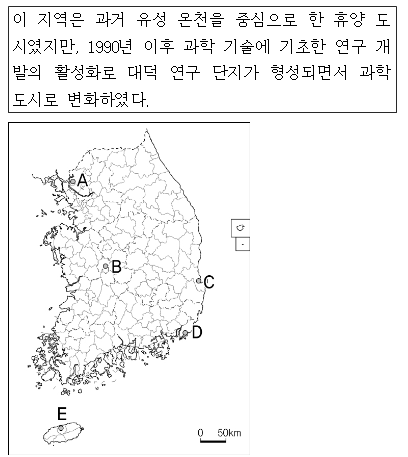 이 지역은 과거 유성 온천을 중심으로 한 휴양 도
시였지만, 1990년 이후 과학 기술에 기초한 연구 개
발의 활성화로 대덕 연구 단지가 형성되면서 과학
도시로 변화하였다.
A
B
C
D
E
0 50km